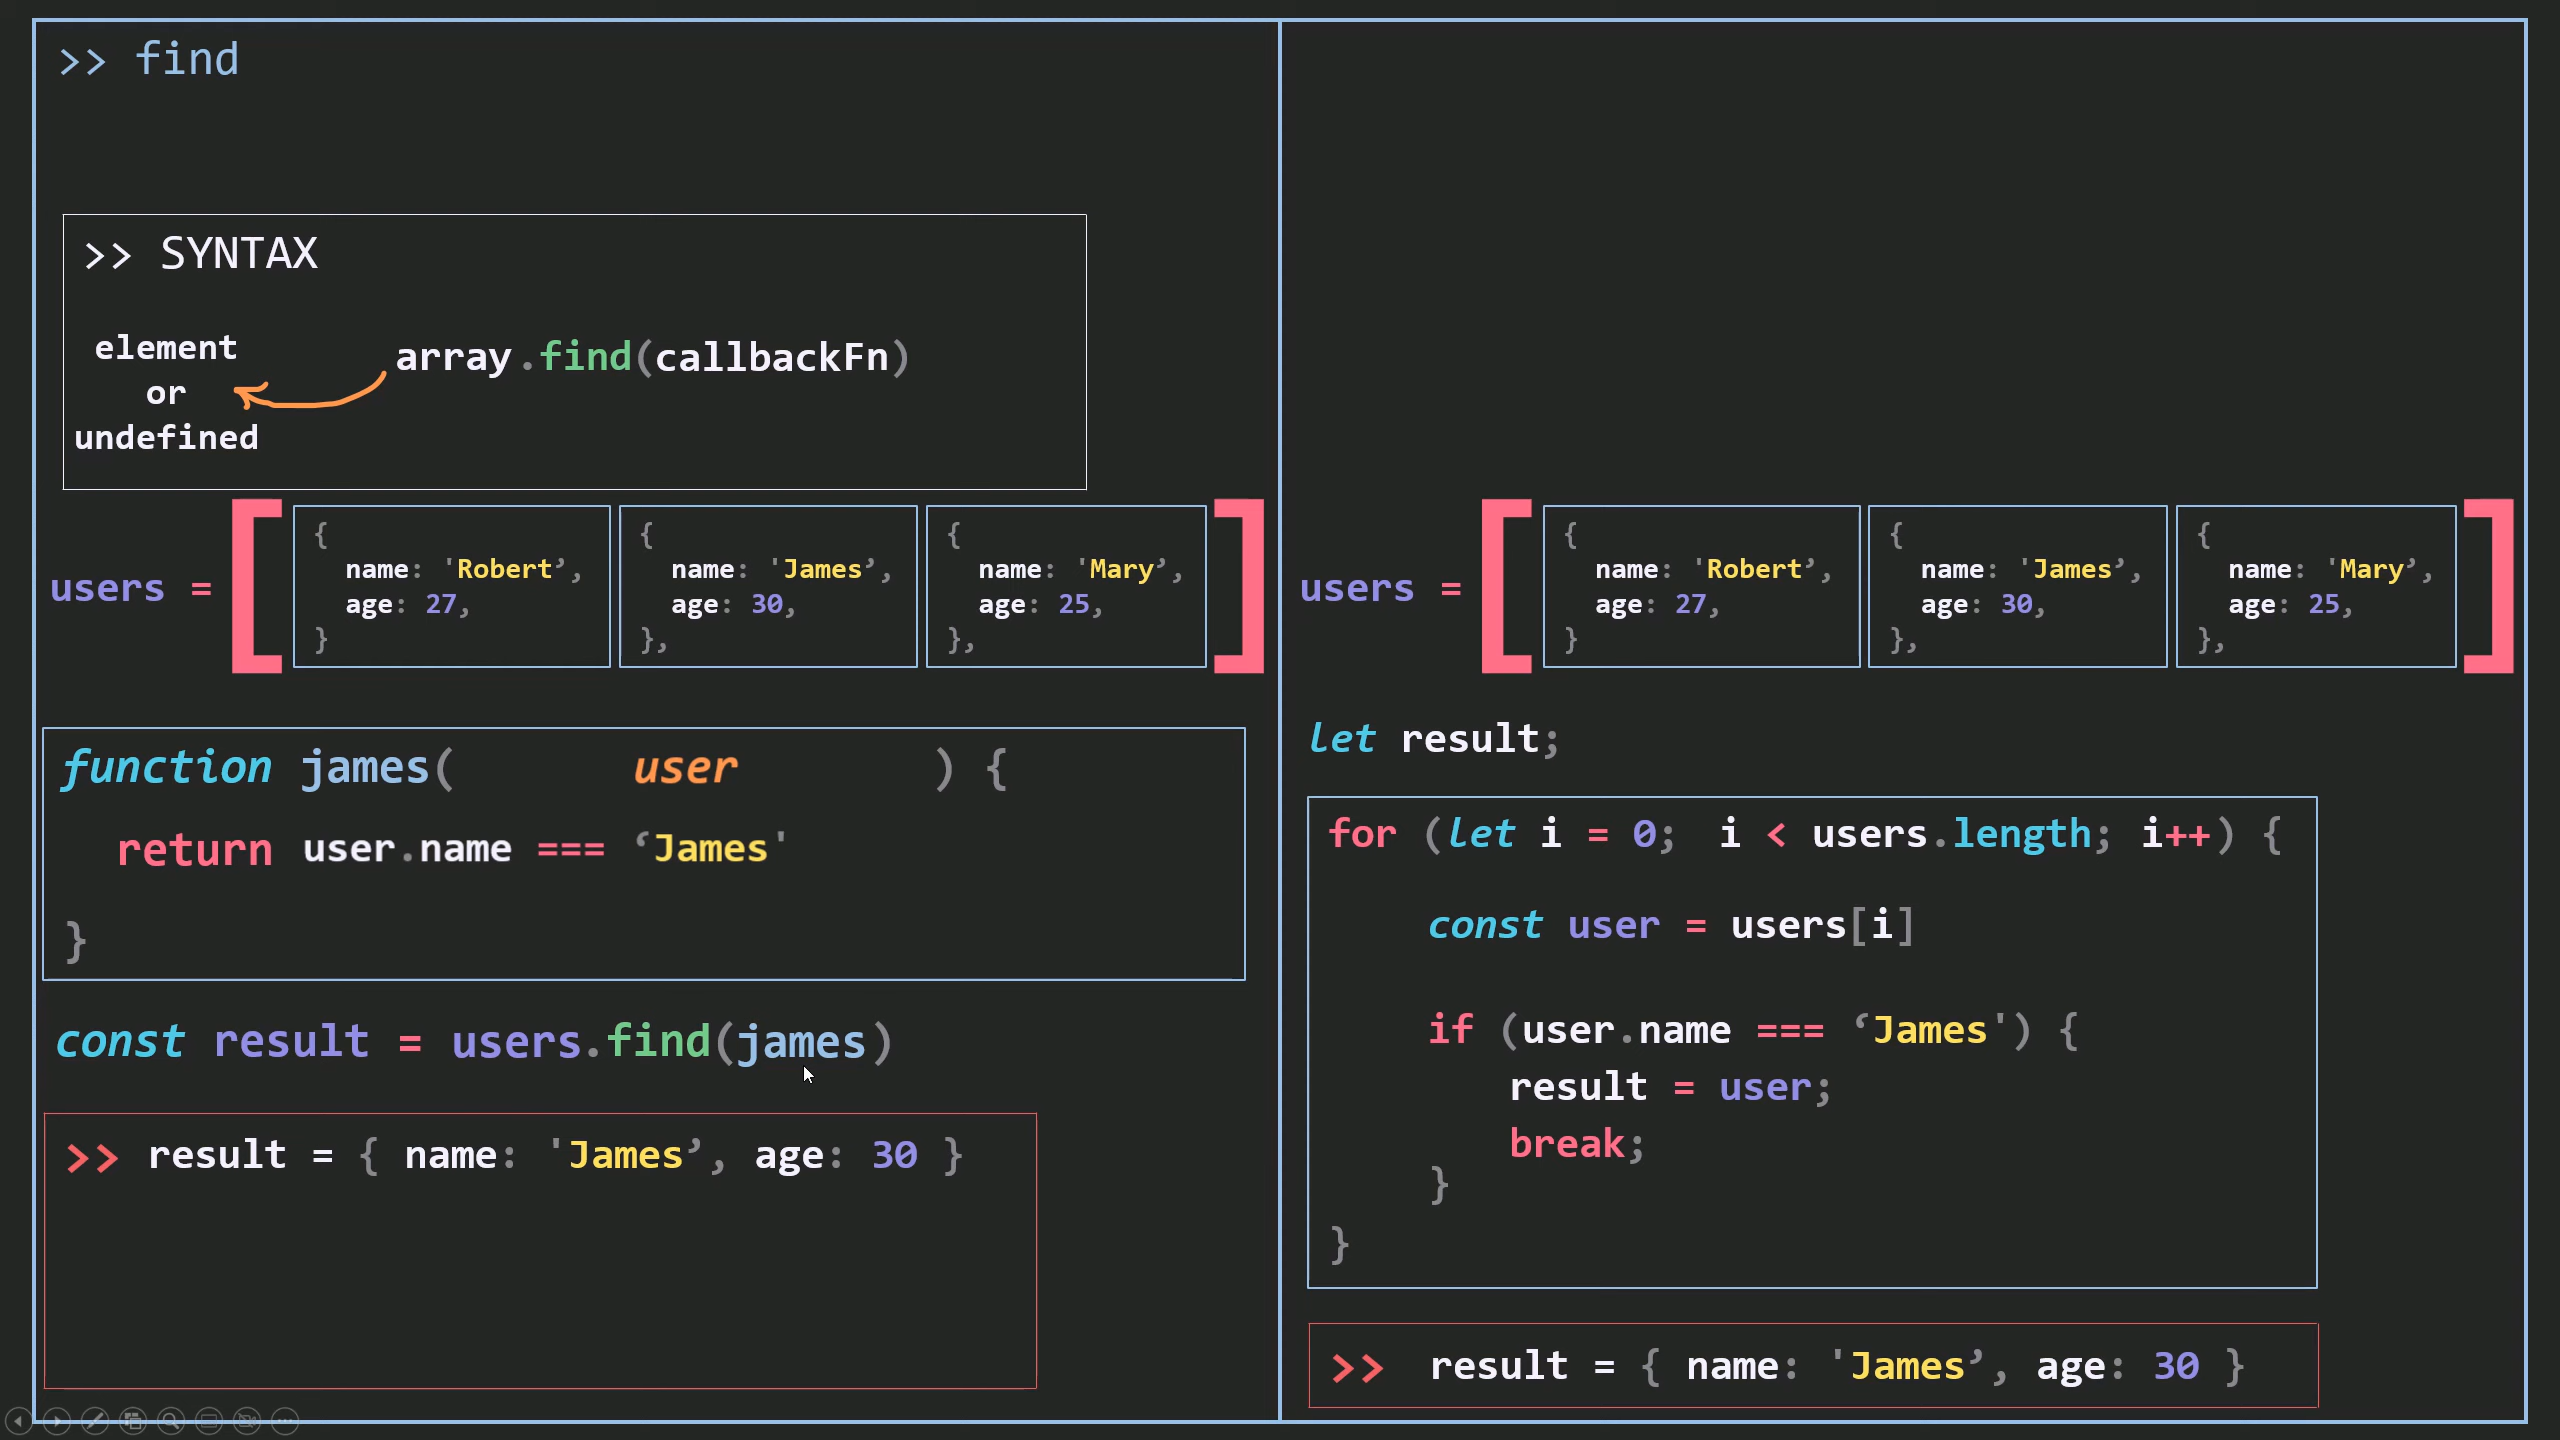 >> find
>> SYNTAX
element
or
undefined
array.find(callbackFn)
users = [
{
name: 'Robert’,
age: 27,
}
{
name: 'James’,
age: 30,
},
{
name: 'Mary’,
age: 25,
},
]
function james( user ) {
return user.name === ‘James'
}
const result = users.find(james)
>> result = { name: 'James’, age: 30 }
users = [
{
name: 'Robert’,
age: 27,
}
{
name: 'James’,
age: 30,
},
{
name: 'Mary’,
age: 25,
},
]
let result;
for (let i = 0; i < users.length; i++) {
const user = users[i]
if (user.name === ‘James') {
result = user;
break;
}
}
>> result = { name: 'James’, age: 30 }